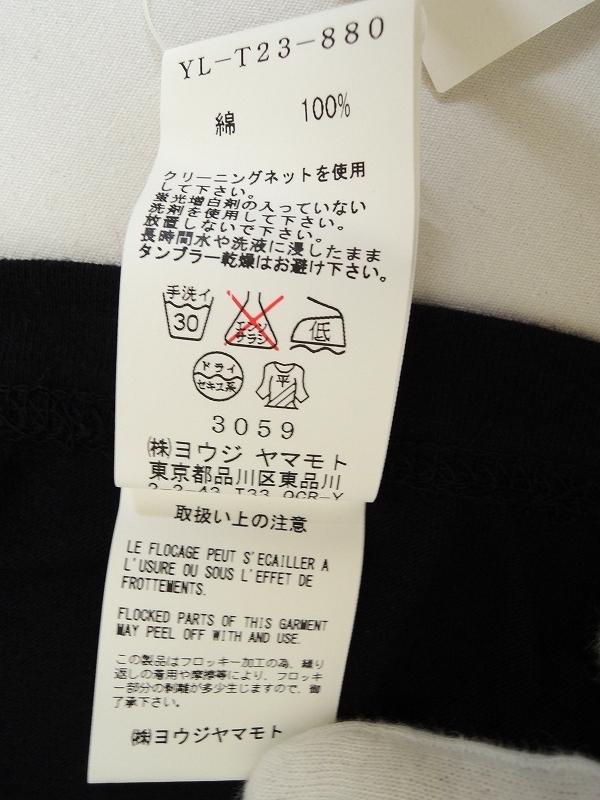 YL-T23-880
綿 100%
クリーニングネットを使用
して下さい。
蛍光増白剤の入っていない
洗剤を使用して下さい。
放置しないで下さい。
長時間水や洗液に浸したまま
タンブラー乾燥はお避け下さい。
手洗イ
30
エンソ
サラシ
低
ドライ
セキユ系
平
3059
㈱ヨウジ ヤマモト
東京都品川区東品川
2-2-43 T33 QCR-Y
取扱い上の注意
LE FLOCAGE PEUT S'ECAILLER A
L'USURE OU SOUS L'EFFET DE
FROTTEMENTS.
FLOCKED PARTS OF THIS GARMENT
MAY PEEL OFF WITH AND USE.
この製品はフロッキー加工の為、繰り
返しの着用や摩擦等により、フロッキ
ー部分の剥離が多少生じますので、御
了承下さい。
㈱ヨウジヤマモト